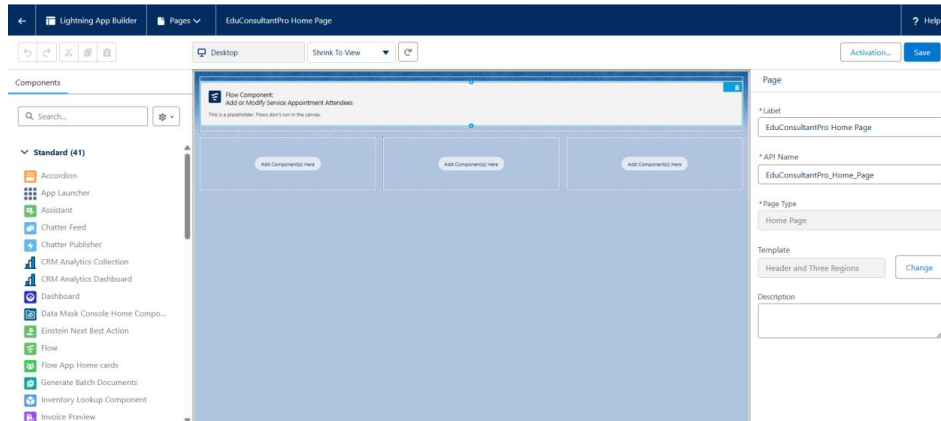 Lightning App Builder
Pages
EduConsultantPro Home Page
? Help
Desktop
Shrink To View
Activation...
Save
Components
Search...
Standard (41)
Accordion
App Launcher
Assistant
Chatter Feed
Chatter Publisher
CRM Analytics Collection
CRM Analytics Dashboard
Dashboard
Data Mask Console Home Compo...
Einstein Next Best Action
Flow
Flow App Home cards
Generate Batch Documents
Inventory Lookup Component
Invoice Preview
Flow Component:
Add or Modify Service Appointment Attendees
This is a placeholder. Flows don't run in the canvas.
Add Component(s) Here
Add Component(s) Here
Add Component(s) Here
Page
*Label
EduConsultantPro Home Page
*API Name
EduConsultantPro_Home_Page
*Page Type
Home Page
Template
Header and Three Regions
Change
Description